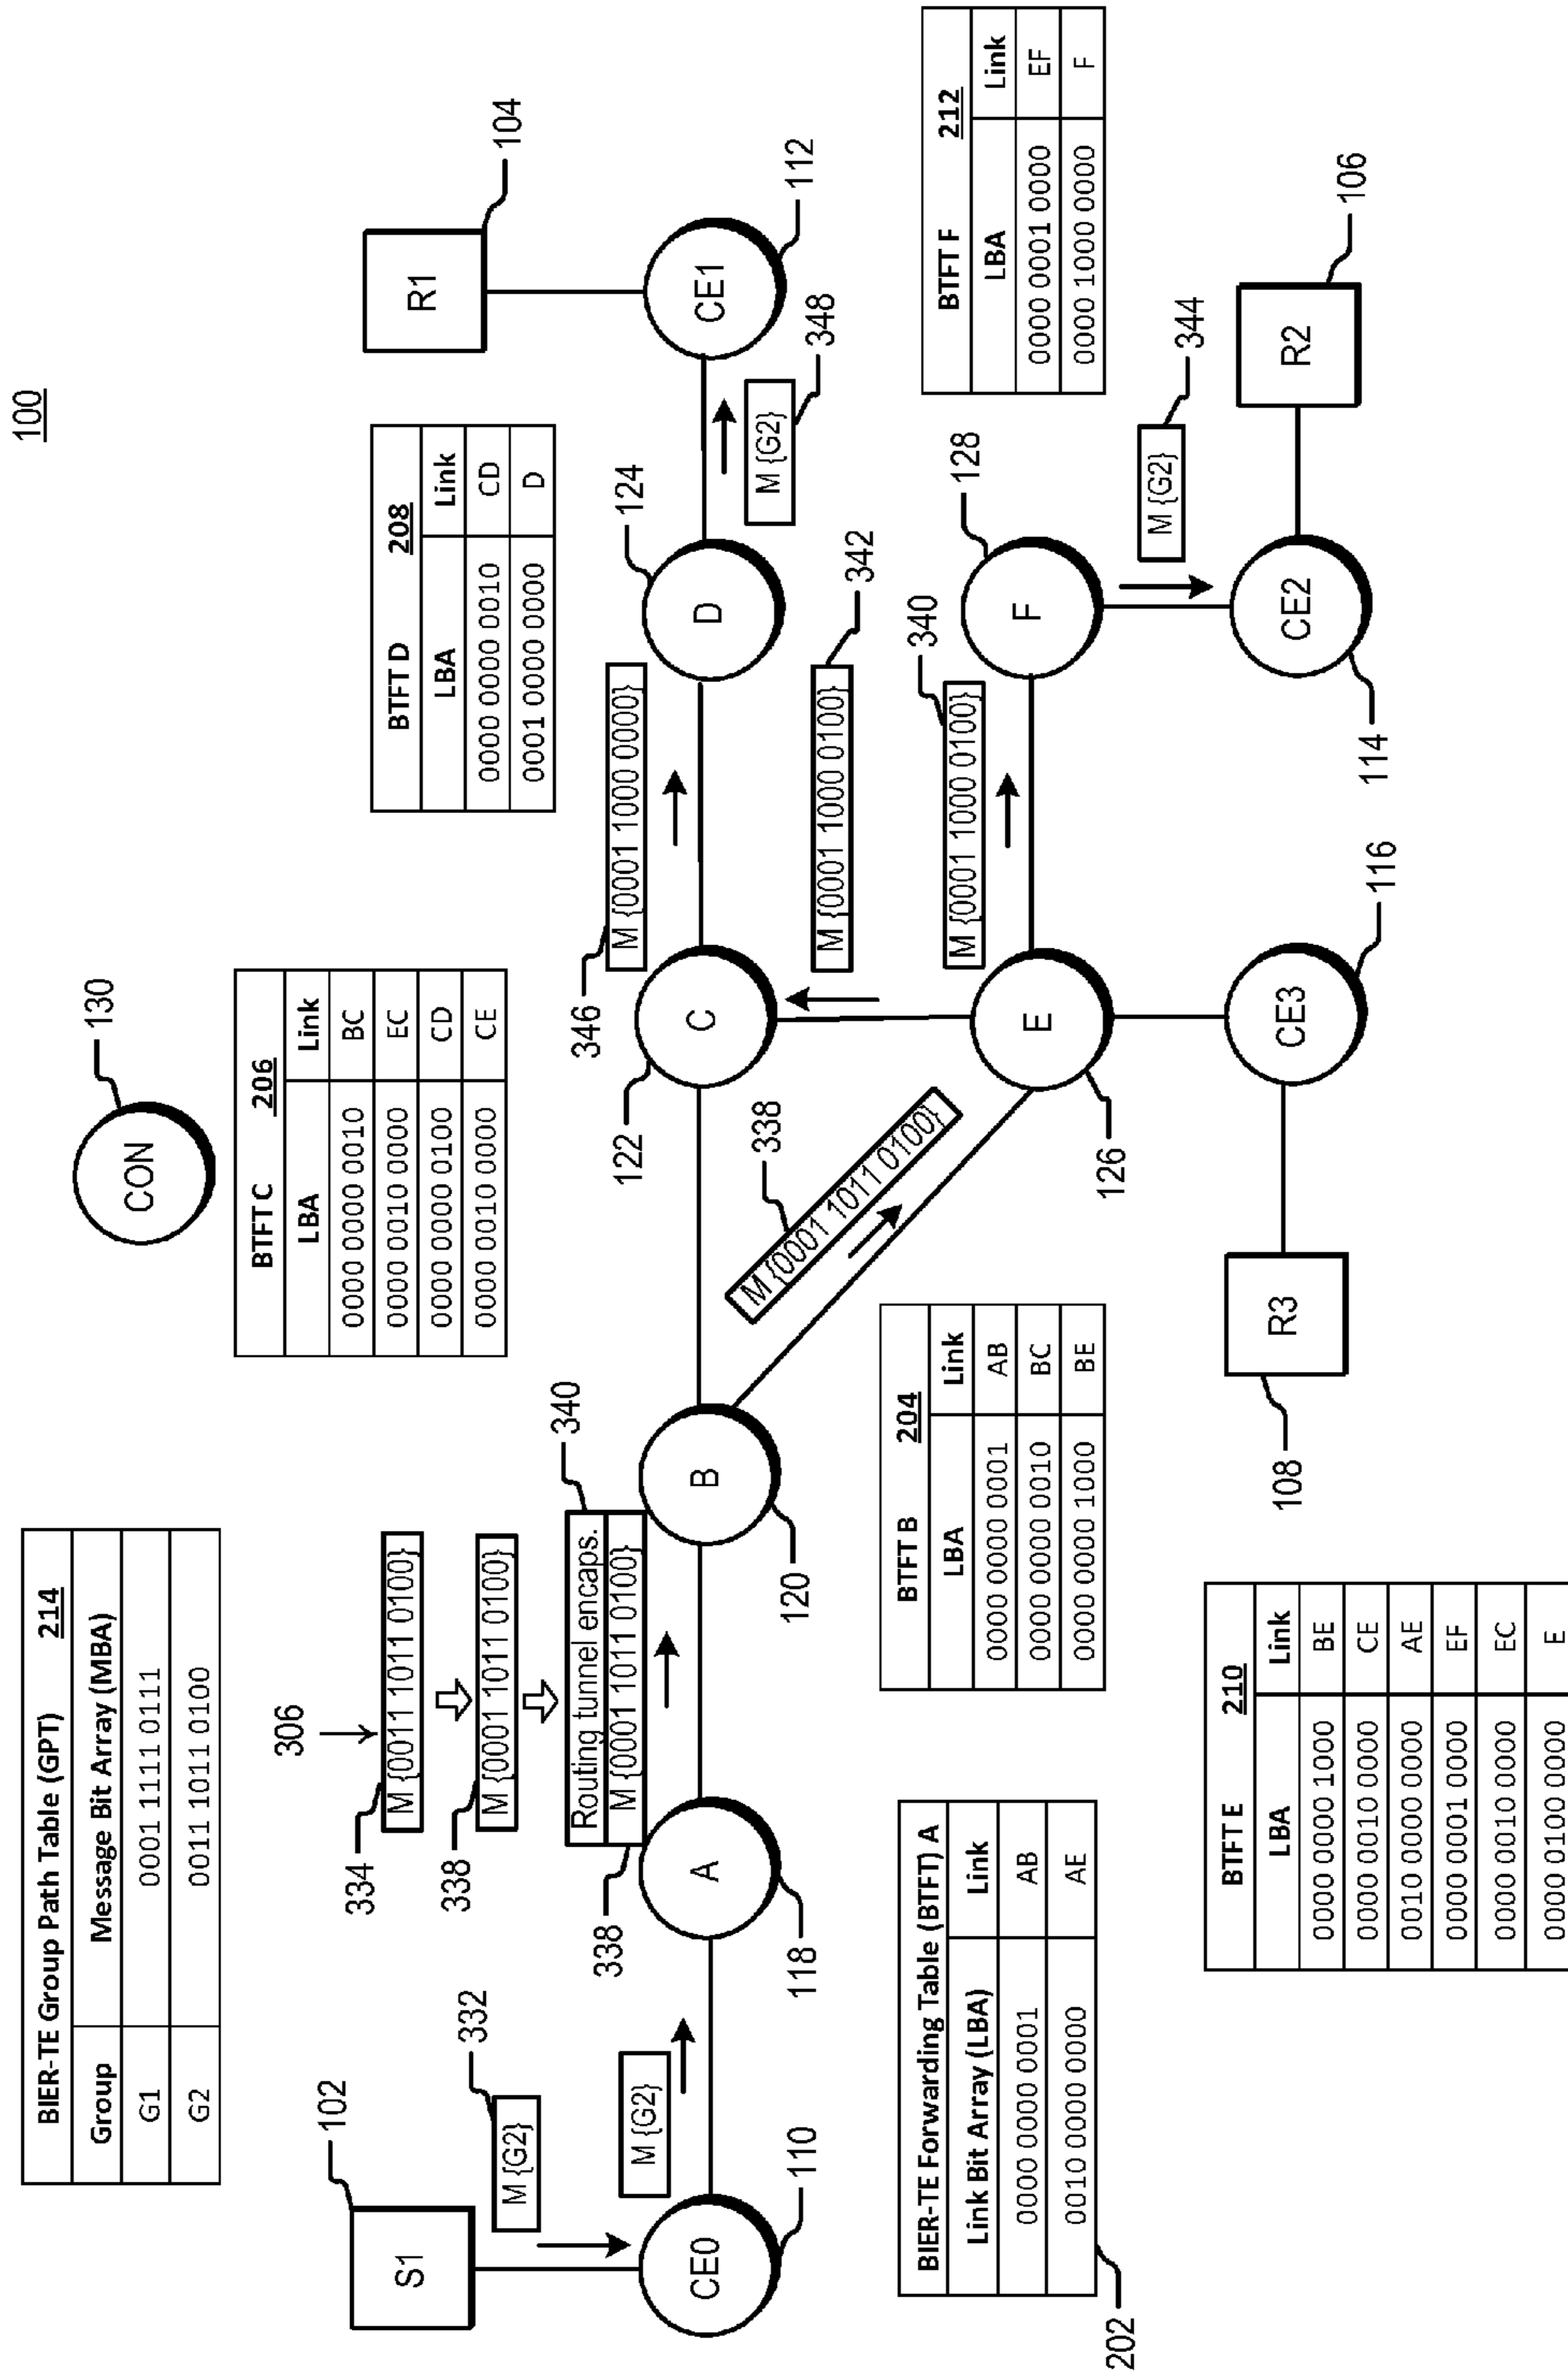 100
BIER-TE Group Path Table (GPT) 214
Group Message Bit Array (MBA)
G1 0001 1111 0111
G2 0011 1011 0100
CON
130
306
334
M {0011 1011 0100}
338
M {0001 1011 0100}
Routing tunnel encaps.
340
M {0001 1011 0100}
338
S1
102
M {G2}
332
M {G2}
CE0
110
A
118
B
120
BTFT C 206
LBA Link
0000 0000 0010 BC
0000 0010 0000 EC
0000 0000 0100 CD
0000 0010 0000 CE
BTFT D 208
LBA Link
0000 0000 0010 CD
0001 0000 0000 D
R1
104
346
M {0001 1000 0000}
C
122
D
124
CE1
112
M {G2}
348
M {0001 1000 0100}
342
M {0001 1011 0100}
338
M {0001 1000 0100}
340
E
126
F
128
BTFT F 212
LBA Link
0000 0001 0000 EF
0000 1000 0000 F
M {G2}
344
BIER-TE Forwarding Table (BTFT) A
Link Bit Array (LBA) Link
0000 0000 0001 AB
0010 0000 0000 AE
202
BTFT B 204
LBA Link
0000 0000 0001 AB
0000 0000 0010 BC
0000 0000 1000 BE
R3
108
CE3
116
CE2
114
R2
106
BTFT E 210
LBA Link
0000 0000 1000 BE
0000 0010 0000 CE
0010 0000 0000 AE
0000 0001 0000 EF
0000 0010 0000 EC
0000 0100 0000 E